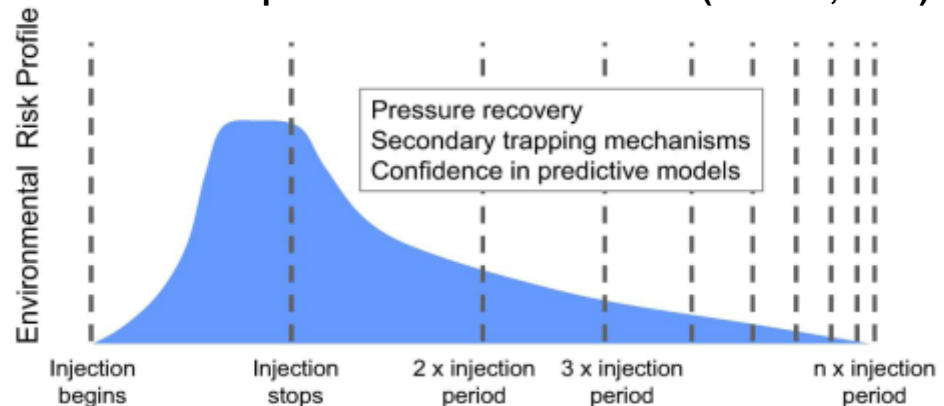 Environmental Risk Profile
Pressure recovery
Secondary trapping mechanisms
Confidence in predictive models
Injection
begins
Injection
stops
2 x injection
period
3 x injection
period
n x injection
period